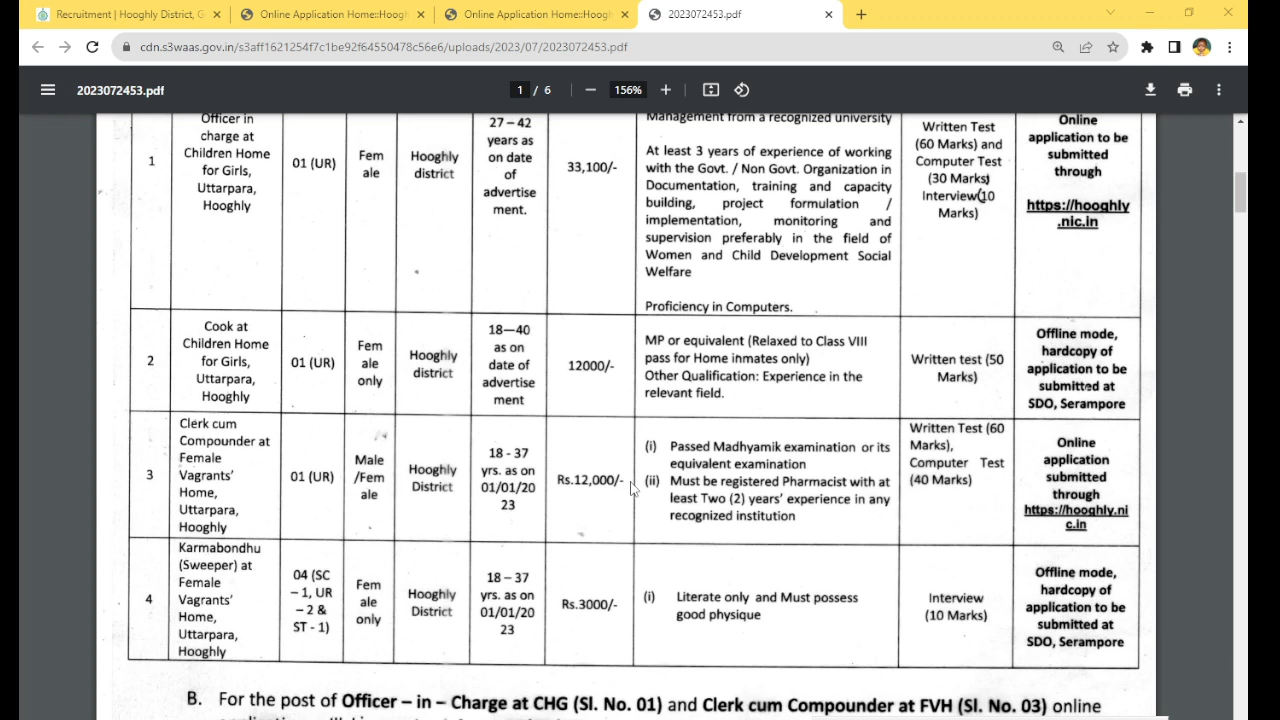 Recruitment | Hooghly District, G
Online Application Home::Hoogh
Online Application Home::Hoogh
2023072453.pdf
cdn.s3waas.gov.in/s3aff1621254f7c1be92f64550478c56e6/uploads/2023/07/2023072453.pdf
2023072453.pdf
1 / 6
156%
1
Officer in
charge at
Children Home
for Girls,
Uttarpara,
Hooghly
01 (UR)
Fem
ale
Hooghly
district
27 – 42
years as
on date
of
advertise
ment.
33,100/-
Management from a recognized university
At least 3 years of experience of working
with the Govt. / Non Govt. Organization in
Documentation, training and capacity
building, project formulation /
implementation, monitoring and
supervision preferably in the field of
Women and Child Development Social
Welfare
Proficiency in Computers.
Written Test
(60 Marks) and
Computer Test
(30 Marks)
Interview(10
Marks)
Online
application to be
submitted
through
https://hooghly
.nic.in
2
Cook at
Children Home
for Girls,
Uttarpara,
Hooghly
01 (UR)
Fem
ale
only
Hooghly
district
18—40
as on
date of
advertise
ment
12000/-
MP or equivalent (Relaxed to Class VIII
pass for Home inmates only)
Other Qualification: Experience in the
relevant field.
Written test (50
Marks)
Offline mode,
hardcopy of
application to be
submitted at
SDO, Serampore
3
Clerk cum
Compounder at
Female
Vagrants'
Home,
Uttarpara,
Hooghly
01 (UR)
Male
/Fem
ale
Hooghly
District
18 - 37
yrs. as on
01/01/20
23
Rs.12,000/-
(i) Passed Madhyamik examination or its
equivalent examination
(ii) Must be registered Pharmacist with at
least Two (2) years' experience in any
recognized institution
Written Test (60
Marks),
Computer Test
(40 Marks)
Online
application
submitted
through
https://hooghly.ni
c.in
4
Karmabondhu
(Sweeper) at
Female
Vagrants'
Home,
Uttarpara,
Hooghly
04 (SC
– 1, UR
– 2 &
ST - 1)
Fem
ale
only
Hooghly
District
18 – 37
yrs. as on
01/01/20
23
Rs.3000/-
(i) Literate only and Must possess
good physique
Interview
(10 Marks)
Offline mode,
hardcopy of
application to be
submitted at
SDO, Serampore
B. For the post of Officer – in – Charge at CHG (Sl. No. 01) and Clerk cum Compounder at FVH (Sl. No. 03) online